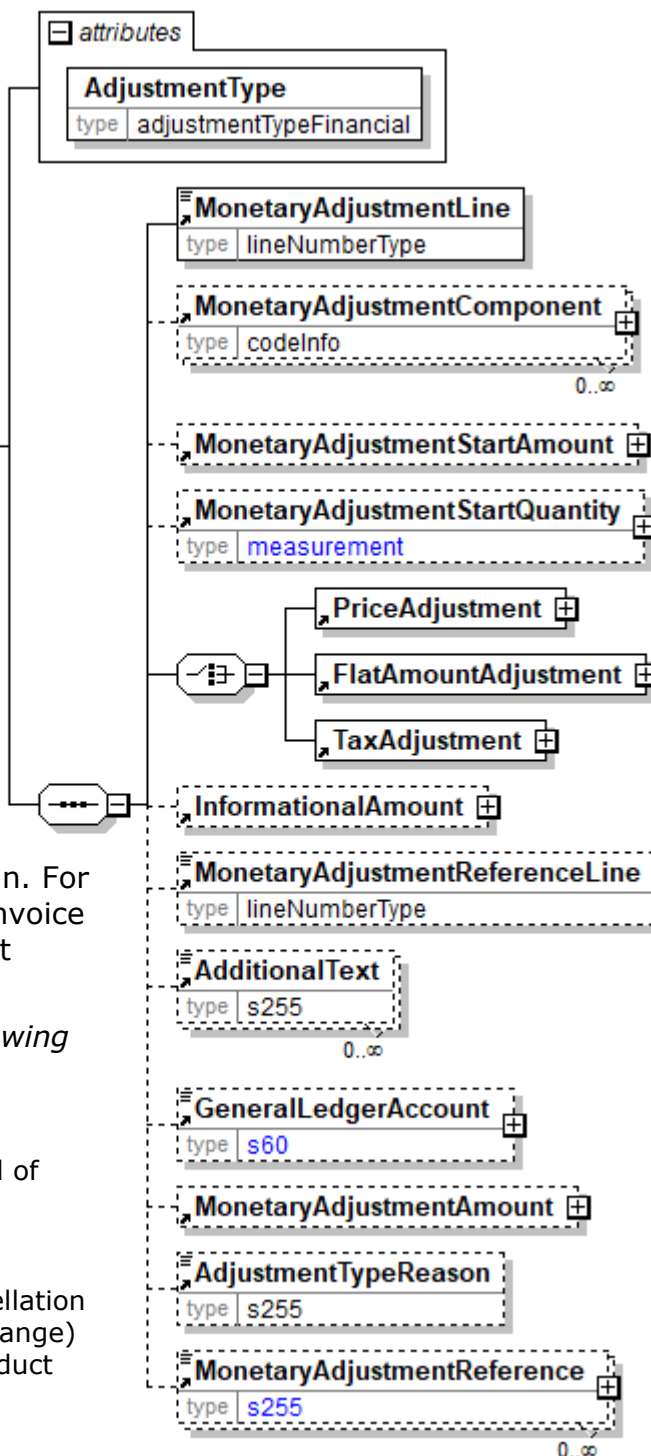 attributes
AdjustmentType
type adjustmentTypeFinancial
MonetaryAdjustmentLine
type lineNumberType
MonetaryAdjustmentComponent
type codeInfo
0..∞
MonetaryAdjustmentStartAmount
MonetaryAdjustmentStartQuantity
type measurement
PriceAdjustment
FlatAmountAdjustment
TaxAdjustment
InformationalAmount
MonetaryAdjustmentReferenceLine
type lineNumberType
AdditionalText
type s255
0..∞
GeneralLedgerAccount
type s60
MonetaryAdjustmentAmount
AdjustmentTypeReason
type s255
MonetaryAdjustmentReference
type s255
0..∞
n. For
nvoice
t
wing
l of
ellation
ange)
duct